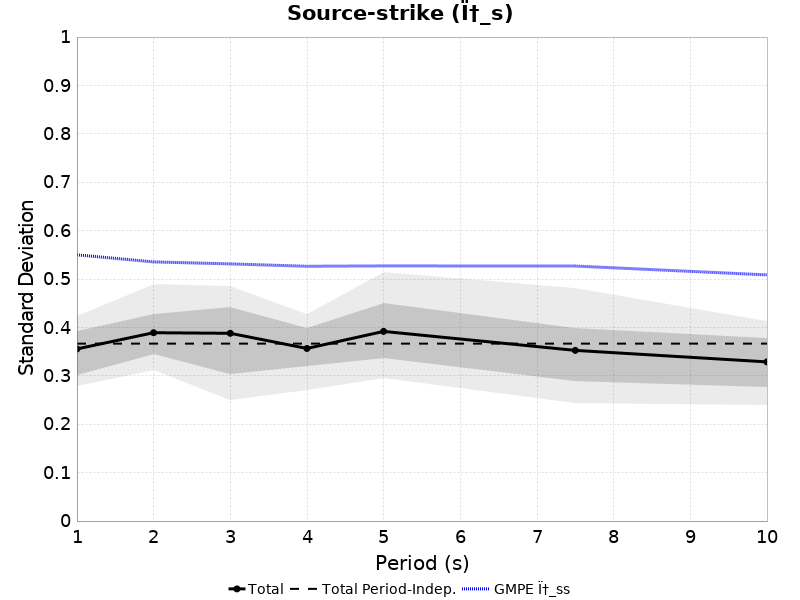 Source-strike (Ï†_s)
1
0.9
0.8
0.7
0.6
0.5
0.4
0.3
0.2
0.1
0
Standard Deviation
1 2 3 4 5 6 7 8 9 10
Period (s)
Total Total Period-Indep. GMPE Ï†_ss